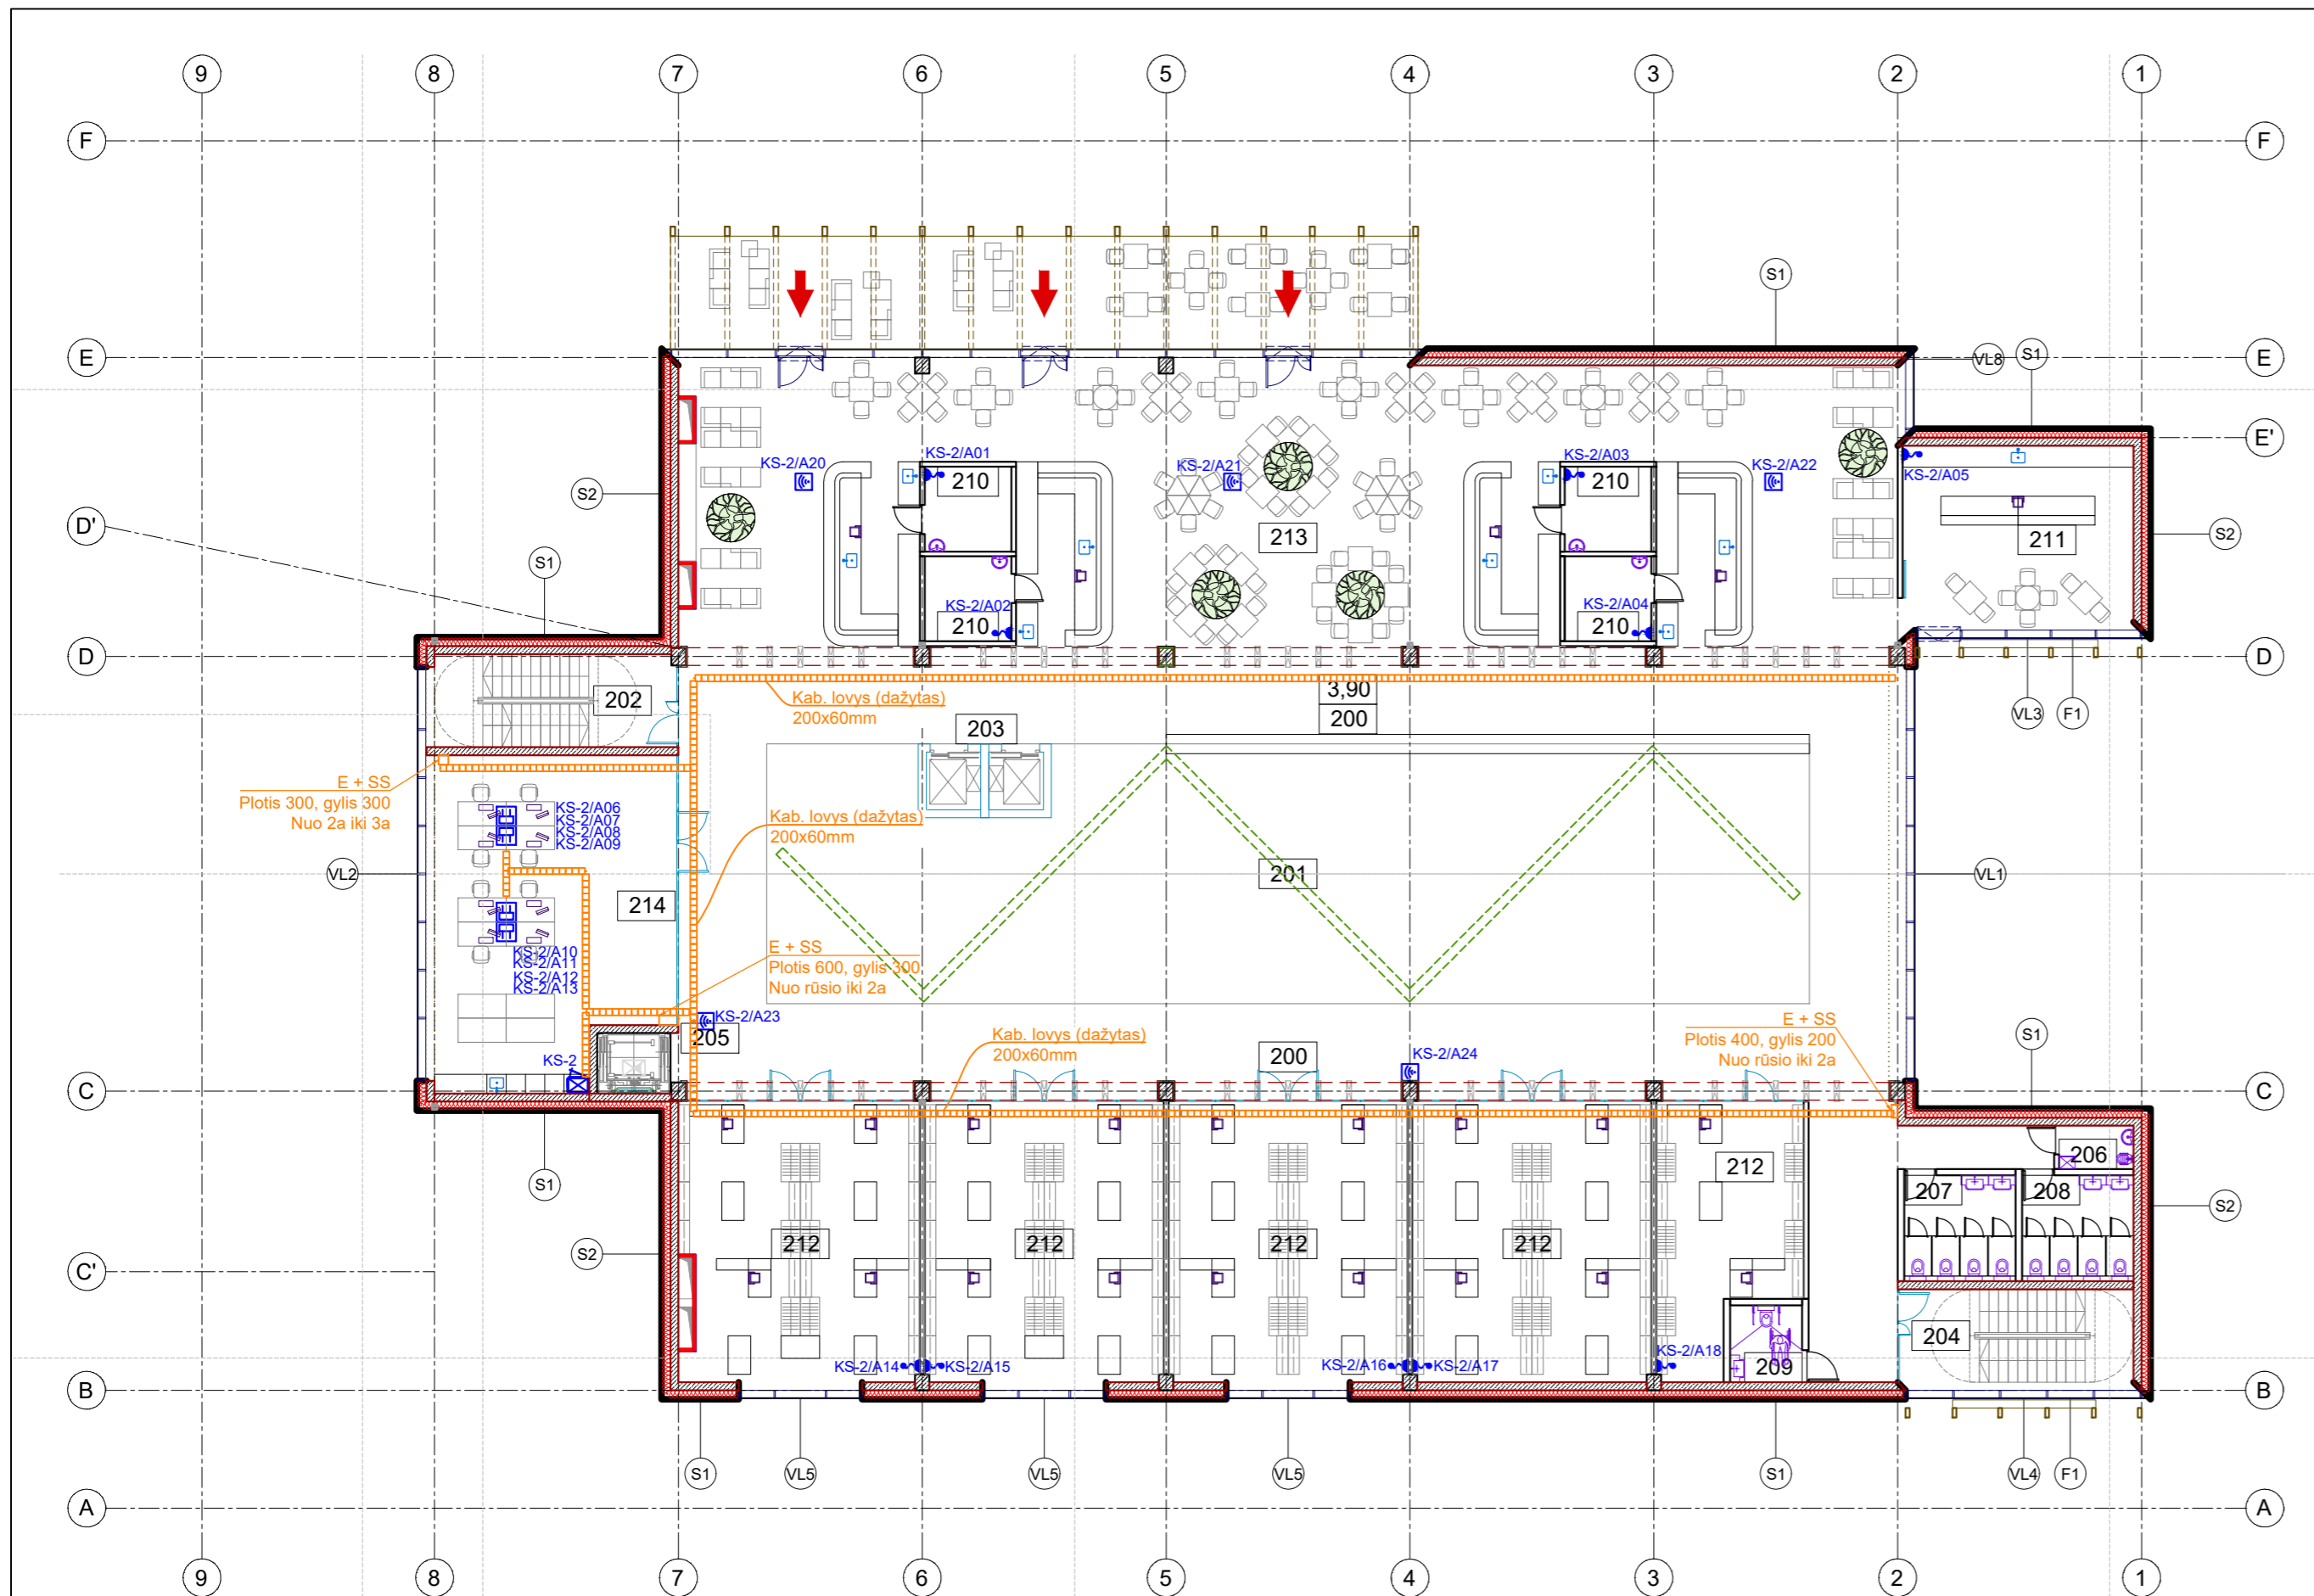 9 8 7 6 5 4 3 2 1
F F
S1
E VL8 S1 E
E'
KS-2/A01 KS-2/A03
KS-2/A20 KS-2/A21 KS-2/A22 KS-2/A05
210 210
S2
D' 213 211 S2
S1
KS-2/A02 KS-2/A04
210 210
D D
202
Kab. lovys (dažytas)
200x60mm
3,90
200
VL3 F1
203
E + SS
Plotis 300, gylis 300
Nuo 2a iki 3a
KS-2/A06
KS-2/A07
KS-2/A08
KS-2/A09
Kab. lovys (dažytas)
200x60mm
VL2 201 VL1
214
KS-2/A10
KS-2/A11
KS-2/A12
KS-2/A13
E + SS
Plotis 600, gylis 300
Nuo rūsio iki 2a
KS-2/A23
205
Kab. lovys (dažytas)
200x60mm
E + SS
Plotis 400, gylis 200
Nuo rūsio iki 2a
S1
KS-2 200 KS-2/A24
C C
206
S1 212 207 208
S2
S2 212 212 212 212
C'
204
KS-2/A14 KS-2/A15 KS-2/A16 KS-2/A17 KS-2/A18
209
B B
S1 VL5 VL5 VL5 S1 VL4 F1
A A
9 8 7 6 5 4 3 2 1